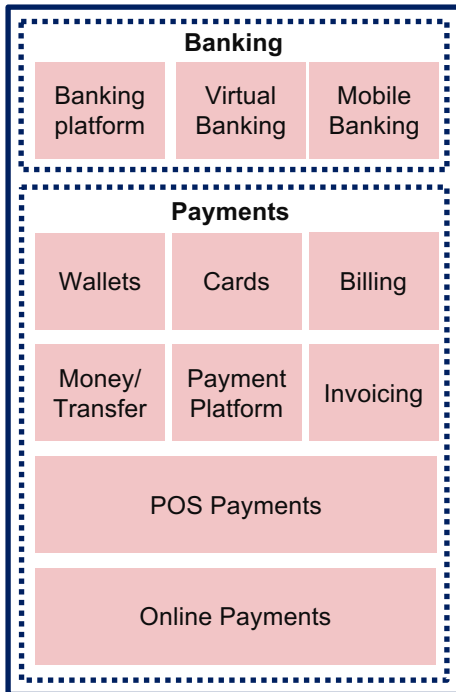 Banking
Banking
platform
Virtual
Banking
Mobile
Banking
Payments
Wallets
Cards
Billing
Money/
Transfer
Payment
Platform
Invoicing
POS Payments
Online Payments